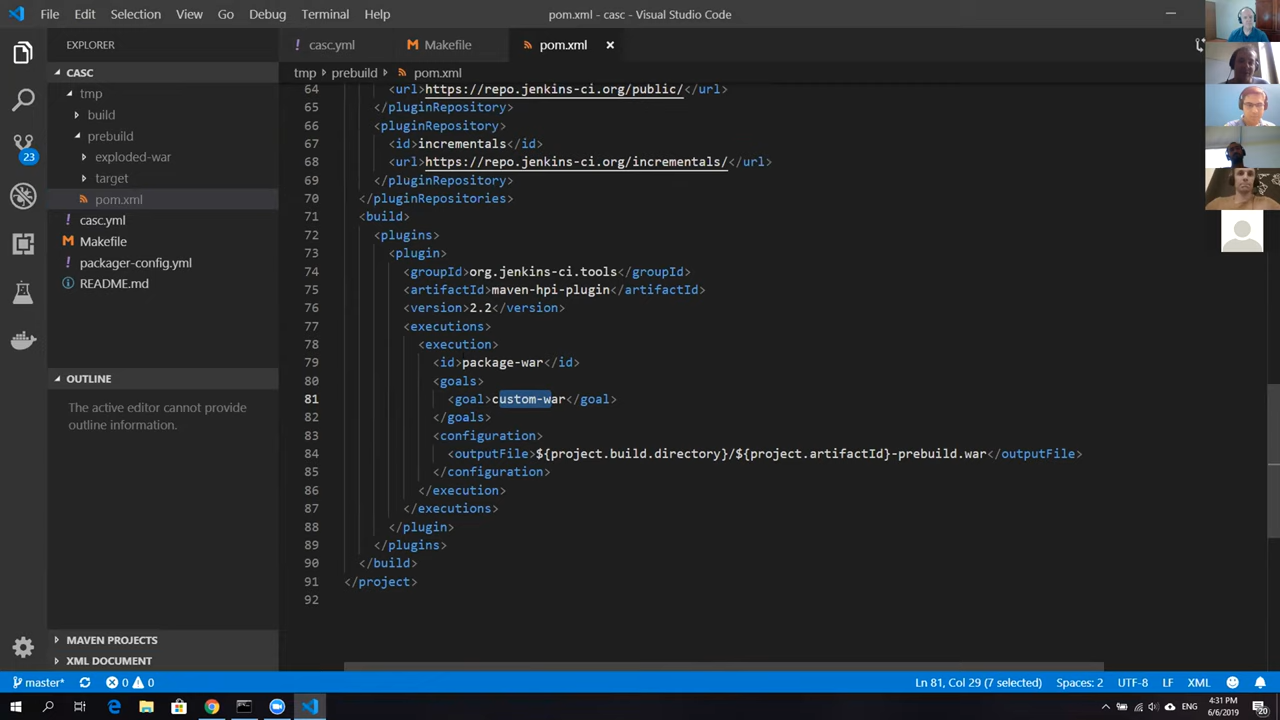 File Edit Selection View Go Debug Terminal Help pom.xml - casc - Visual Studio Code
EXPLORER
casc.yml
Makefile
pom.xml
CASC
tmp
build
prebuild
exploded-war
target
pom.xml
casc.yml
Makefile
packager-config.yml
README.md
23
OUTLINE
The active editor cannot provide
outline information.
MAVEN PROJECTS
XML DOCUMENT
tmp prebuild pom.xml
64 <url>https://repo.jenkins-ci.org/public/</url>
65 </pluginRepository>
66 <pluginRepository>
67 <id>incrementals</id>
68 <url>https://repo.jenkins-ci.org/incrementals/</url>
69 </pluginRepository>
70 </pluginRepositories>
71 <build>
72 <plugins>
73 <plugin>
74 <groupId>org.jenkins-ci.tools</groupId>
75 <artifactId>maven-hpi-plugin</artifactId>
76 <version>2.2</version>
77 <executions>
78 <execution>
79 <id>package-war</id>
80 <goals>
81 <goal>custom-war</goal>
82 </goals>
83 <configuration>
84 <outputFile>${project.build.directory}/${project.artifactId}-prebuild.war</outputFile>
85 </configuration>
86 </execution>
87 </executions>
88 </plugin>
89 </plugins>
90 </build>
91 </project>
92
master* 0 0 Ln 81, Col 29 (7 selected) Spaces: 2 UTF-8 LF XML
ENG 4:31 PM
6/6/2019
20